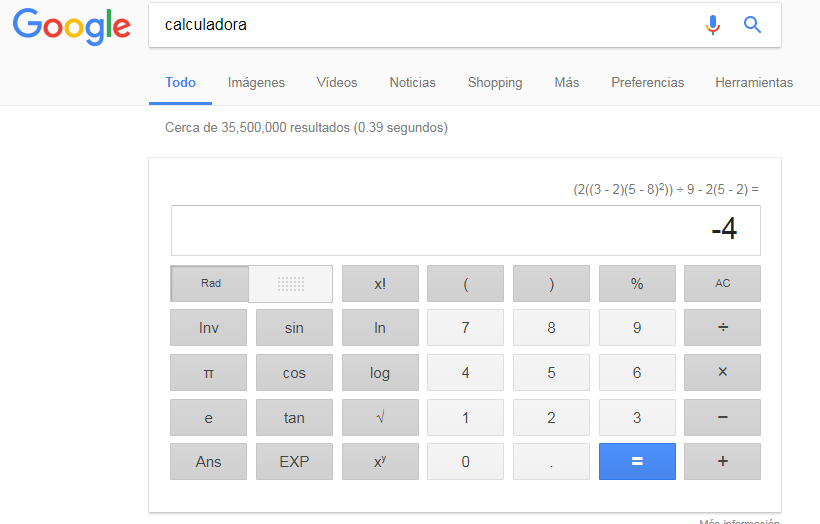 Google calculadora
Todo Imágenes Vídeos Noticias Shopping Más Preferencias Herramientas
Cerca de 35,500,000 resultados (0.39 segundos)
(2((3 - 2)(5 - 8)²)) ÷ 9 - 2(5 - 2) =
-4
Rad x! ( ) % AC
Inv sin ln 7 8 9 ÷
π cos log 4 5 6 ×
e tan √ 1 2 3 −
Ans EXP xʸ 0 . = +
Más información